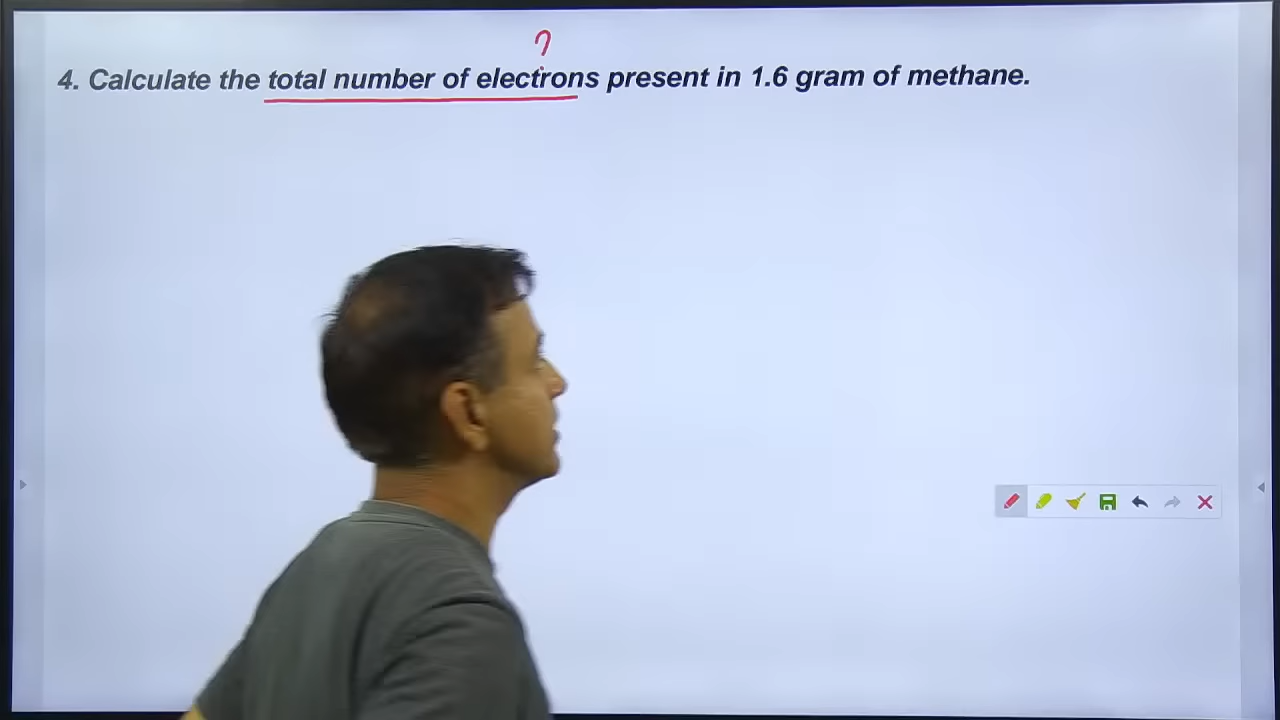 ?
4. Calculate the total number of electrons present in 1.6 gram of methane.